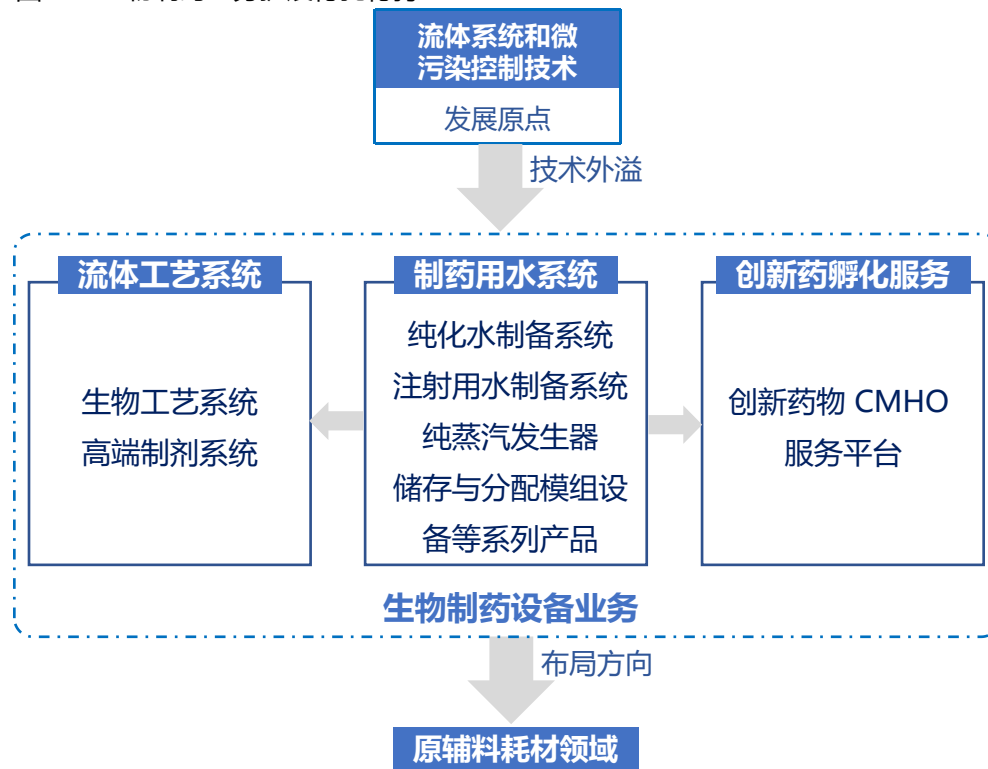 流体系统和微
污染控制技术
发展原点
技术外溢
流体工艺系统
生物工艺系统
高端制剂系统
制药用水系统
纯化水制备系统
注射用水制备系统
纯蒸汽发生器
储存与分配模组设
备等系列产品
创新药孵化服务
创新药物 CMHO
服务平台
生物制药设备业务
布局方向
原辅料耗材领域